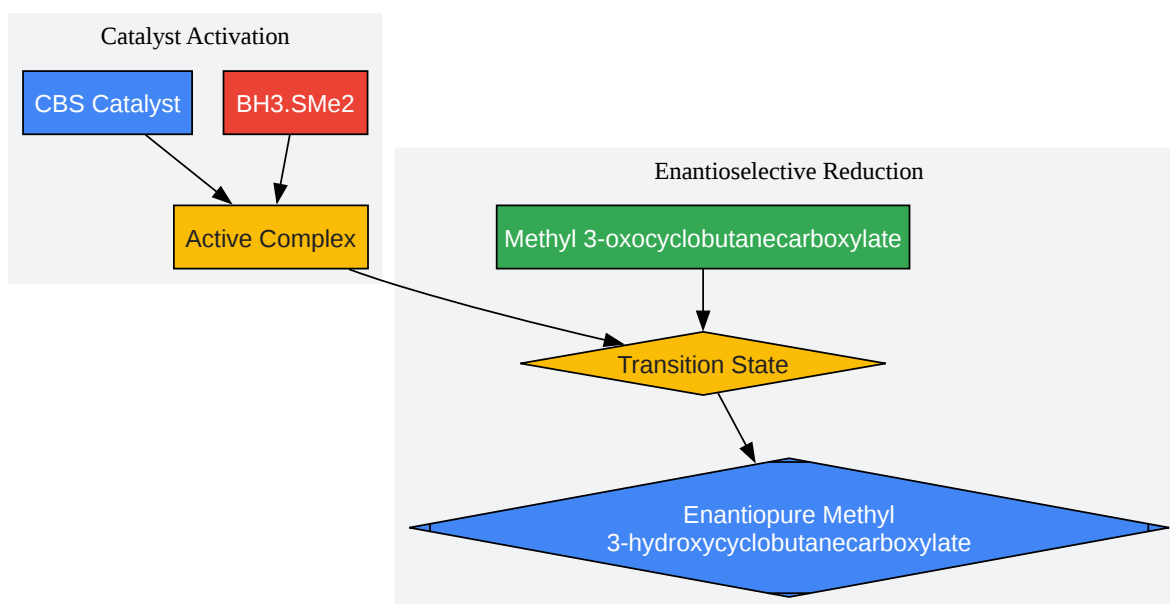 Catalyst Activation
CBS Catalyst
BH3.SMe2
Active Complex
Enantioselective Reduction
Methyl 3-oxocyclobutanecarboxylate
Transition State
Enantiopure Methyl
3-hydroxycyclobutanecarboxylate